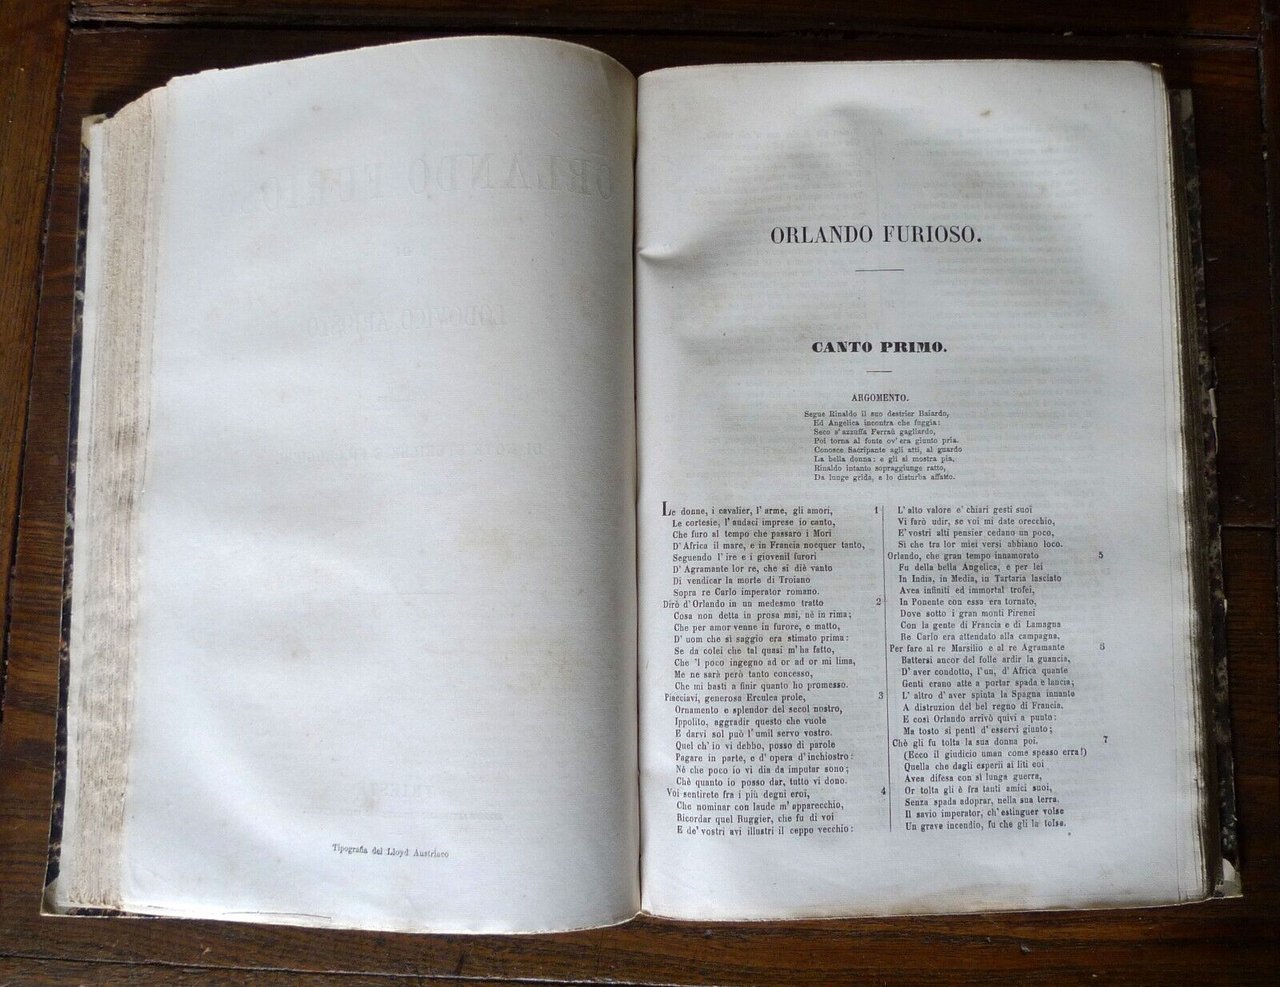 Tipografia del Lloyd Austriaco
ORLANDO FURIOSO.
CANTO PRIMO.
ARGOMENTO.
Segue Rinaldo il suo destrier Baiardo,
Ed Angelica incontra che fuggia:
Seco s'azzuffa Ferraù gagliardo,
Poi torna al fonte ov'era giunto pria.
Conosce Sacripante agli atti, al guardo
La bella donna: e gli si mostra pia,
Rinaldo intanto sopraggiunge ratto,
Da lunge grida, e lo disturba affatto.
Le donne, i cavalier, l'arme, gli amori, 1
Le cortesie, l'audaci imprese io canto,
Che furo al tempo che passaro i Mori
D'Africa il mare, e in Francia nocquer tanto,
Seguendo l'ire e i giovenil furori
D'Agramante lor re, che si diè vanto
Di vendicar la morte di Troiano
Sopra re Carlo imperator romano.
Dirò d'Orlando in un medesmo tratto 2
Cosa non detta in prosa mai, nè in rima;
Che per amor venne in furore, e matto,
D'uom che sì saggio era stimato prima:
Se da colei che tal quasi m'ha fatto,
Che 'l poco ingegno ad or ad or mi lima,
Me ne sarà però tanto concesso,
Che mi basti a finir quanto ho promesso.
Piacciavi, generosa Erculea prole, 3
Ornamento e splendor del secol nostro,
Ippolito, aggradir questo che vuole
E darvi sol può l'umil servo vostro.
Quel ch'io vi debbo, posso di parole
Pagare in parte, e d'opera d'inchiostro:
Nè che poco io vi dia da imputar sono;
Chè quanto io posso dar, tutto vi dono.
Voi sentirete fra i più degni eroi, 4
Che nominar con laude m'apparecchio,
Ricordar quel Ruggier, che fu di voi
E de' vostri avi illustri il ceppo vecchio:
L'alto valore e' chiari gesti suoi
Vi farò udir, se voi mi date orecchio,
E' vostri alti pensier cedano un poco,
Sì che tra lor miei versi abbiano loco.
Orlando, che gran tempo innamorato 5
Fu della bella Angelica, e per lei
In India, in Media, in Tartaria lasciato
Avea infiniti ed immortal trofei,
In Ponente con essa era tornato,
Dove sotto i gran monti Pirenei
Con la gente di Francia e di Lamagna
Re Carlo era attendato alla campagna,
Per fare al re Marsilio e al re Agramante 6
Battersi ancor del folle ardir la guancia,
D'aver condotto, l'un, d'Africa quante
Genti erano atte a portar spada e lancia;
L'altro d'aver spinta la Spagna innante
A distruzion del bel regno di Francia.
E così Orlando arrivò quivi a punto:
Ma tosto si pentì d'esservi giunto;
Chè gli fu tolta la sua donna poi. 7
(Ecco il giudicio uman come spesso erra!)
Quella che dagli esperii ai liti eoi
Avea difesa con sì lunga guerra,
Or tolta gli è fra tanti amici suoi,
Senza spada adoprar, nella sua terra.
Il savio imperator, ch'estinguer volse
Un grave incendio, fu che gli la tolse.